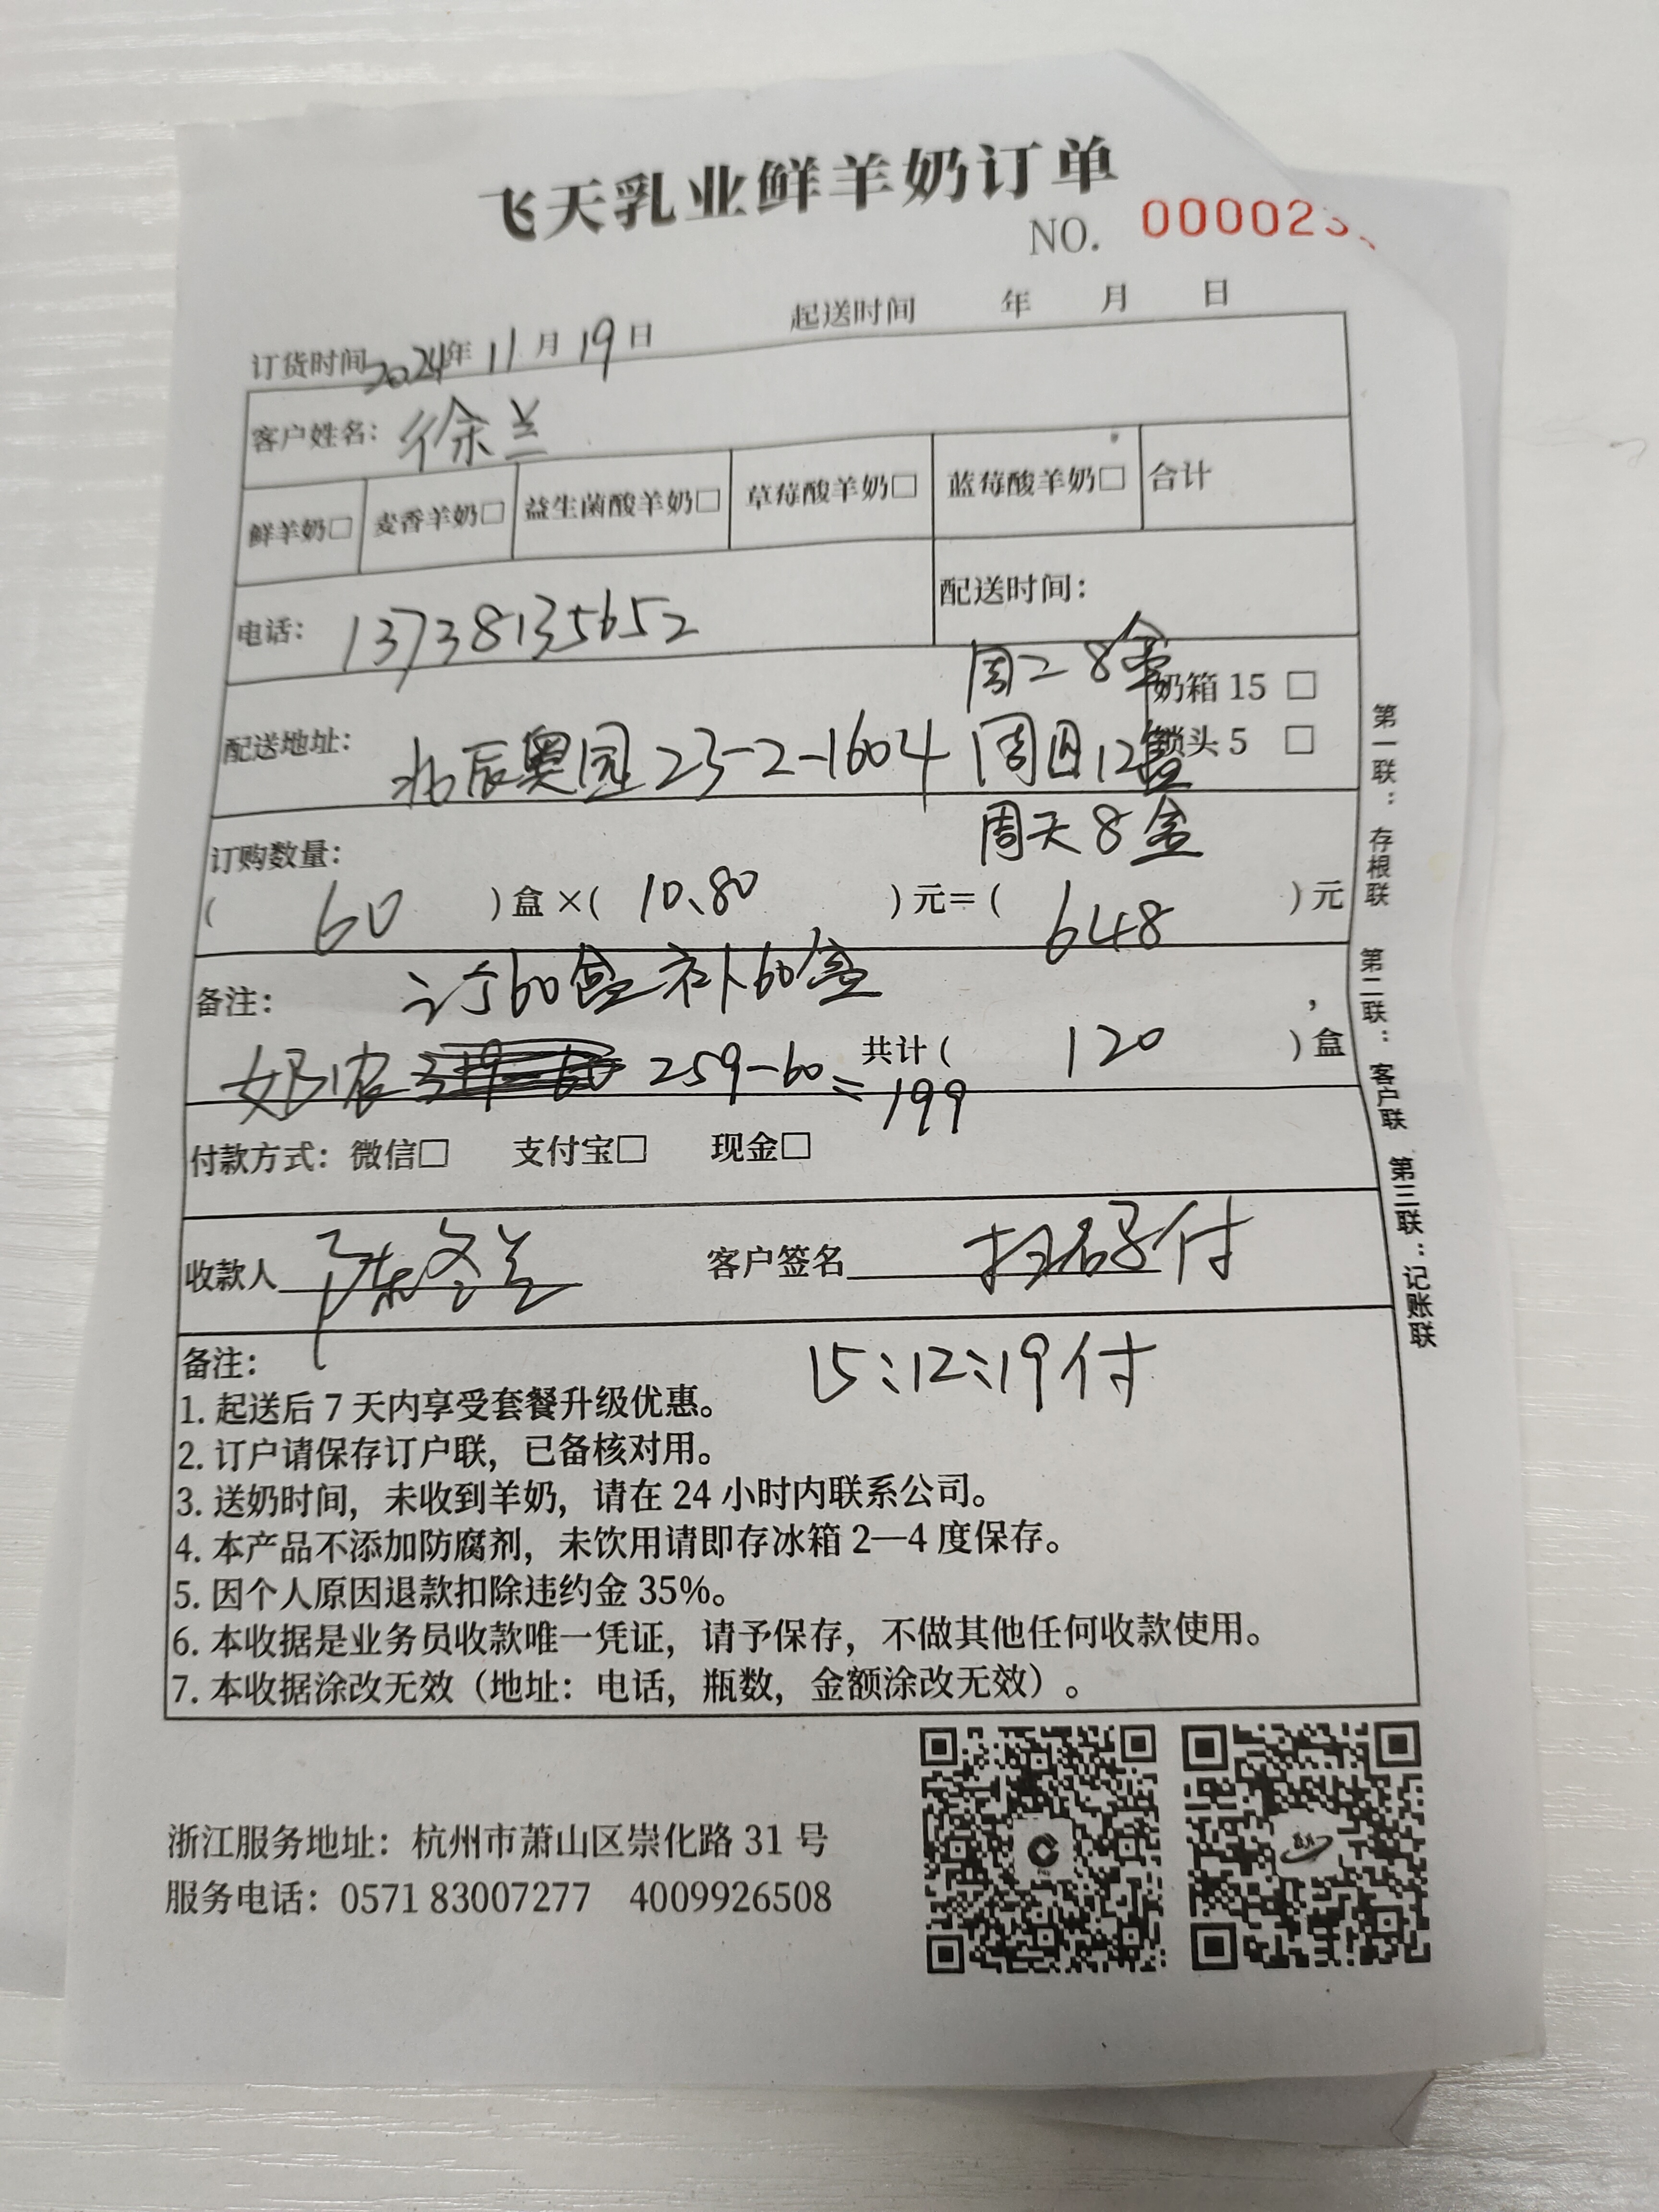 飞天乳业鲜羊奶订单
NO. 000023
订货时间 2024年 11月 19日 起送时间 年 月 日
客户姓名：徐兰
鲜羊奶□ 麦香羊奶□ 益生菌酸羊奶□ 草莓酸羊奶□ 蓝莓酸羊奶□ 合计
电话：13738135652 配送时间：
周二8盒 奶箱 15 □
配送地址：北辰奥园23-2-1604 周四12盒 锁头 5 □
周天8盒
订购数量：
( 60 ) 盒 ×( 10.80 ) 元= ( 648 ) 元
备注： 订60盒补60盒
奶店 259-60= 199 共计 ( 120 ) 盒
付款方式：微信□ 支付宝□ 现金□
收款人 客户签名 扫码付
15:12:19付
备注：
1. 起送后 7 天内享受套餐升级优惠。
2. 订户请保存订户联，已备核对用。
3. 送奶时间，未收到羊奶，请在 24 小时内联系公司。
4. 本产品不添加防腐剂，未饮用请即存冰箱 2—4 度保存。
5. 因个人原因退款扣除违约金 35%。
6. 本收据是业务员收款唯一凭证，请予保存，不做其他任何收款使用。
7. 本收据涂改无效（地址：电话，瓶数，金额涂改无效）。
第一联：存根联 第二联：客户联 第三联：记账联
浙江服务地址：杭州市萧山区崇化路 31 号
服务电话：0571 83007277 4009926508